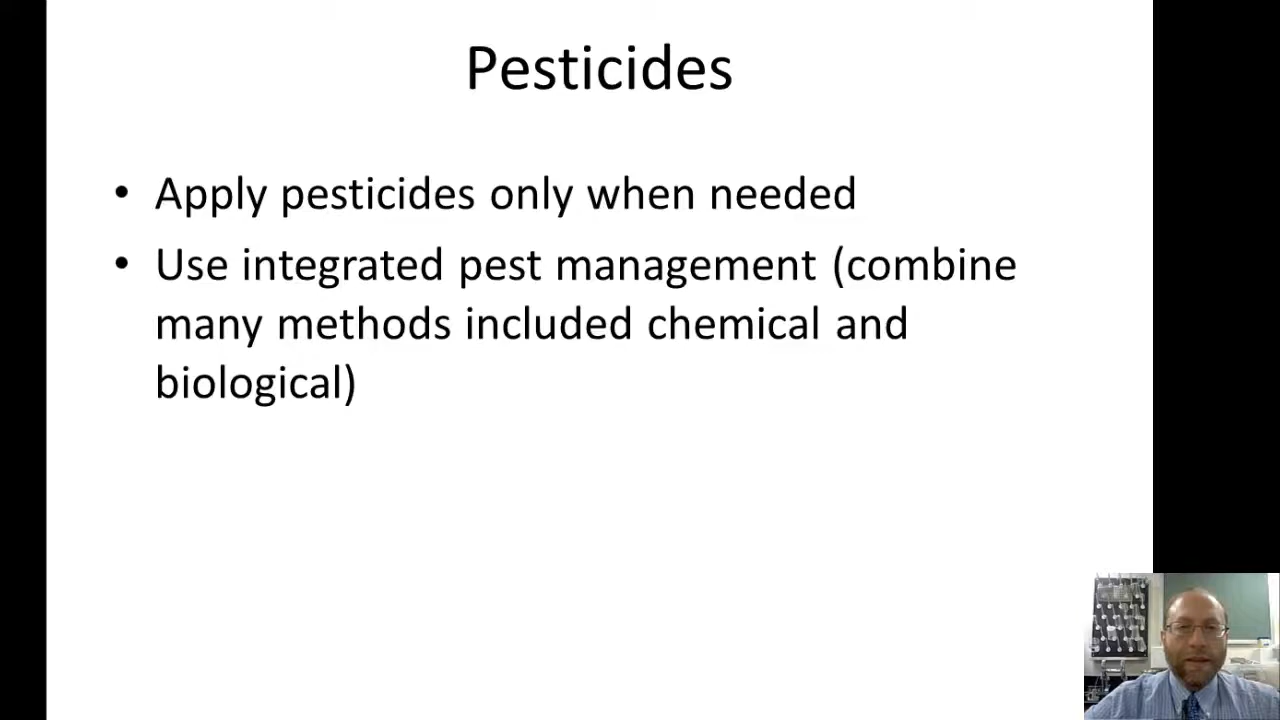 Pesticides
• Apply pesticides only when needed
• Use integrated pest management (combine
many methods included chemical and
biological)